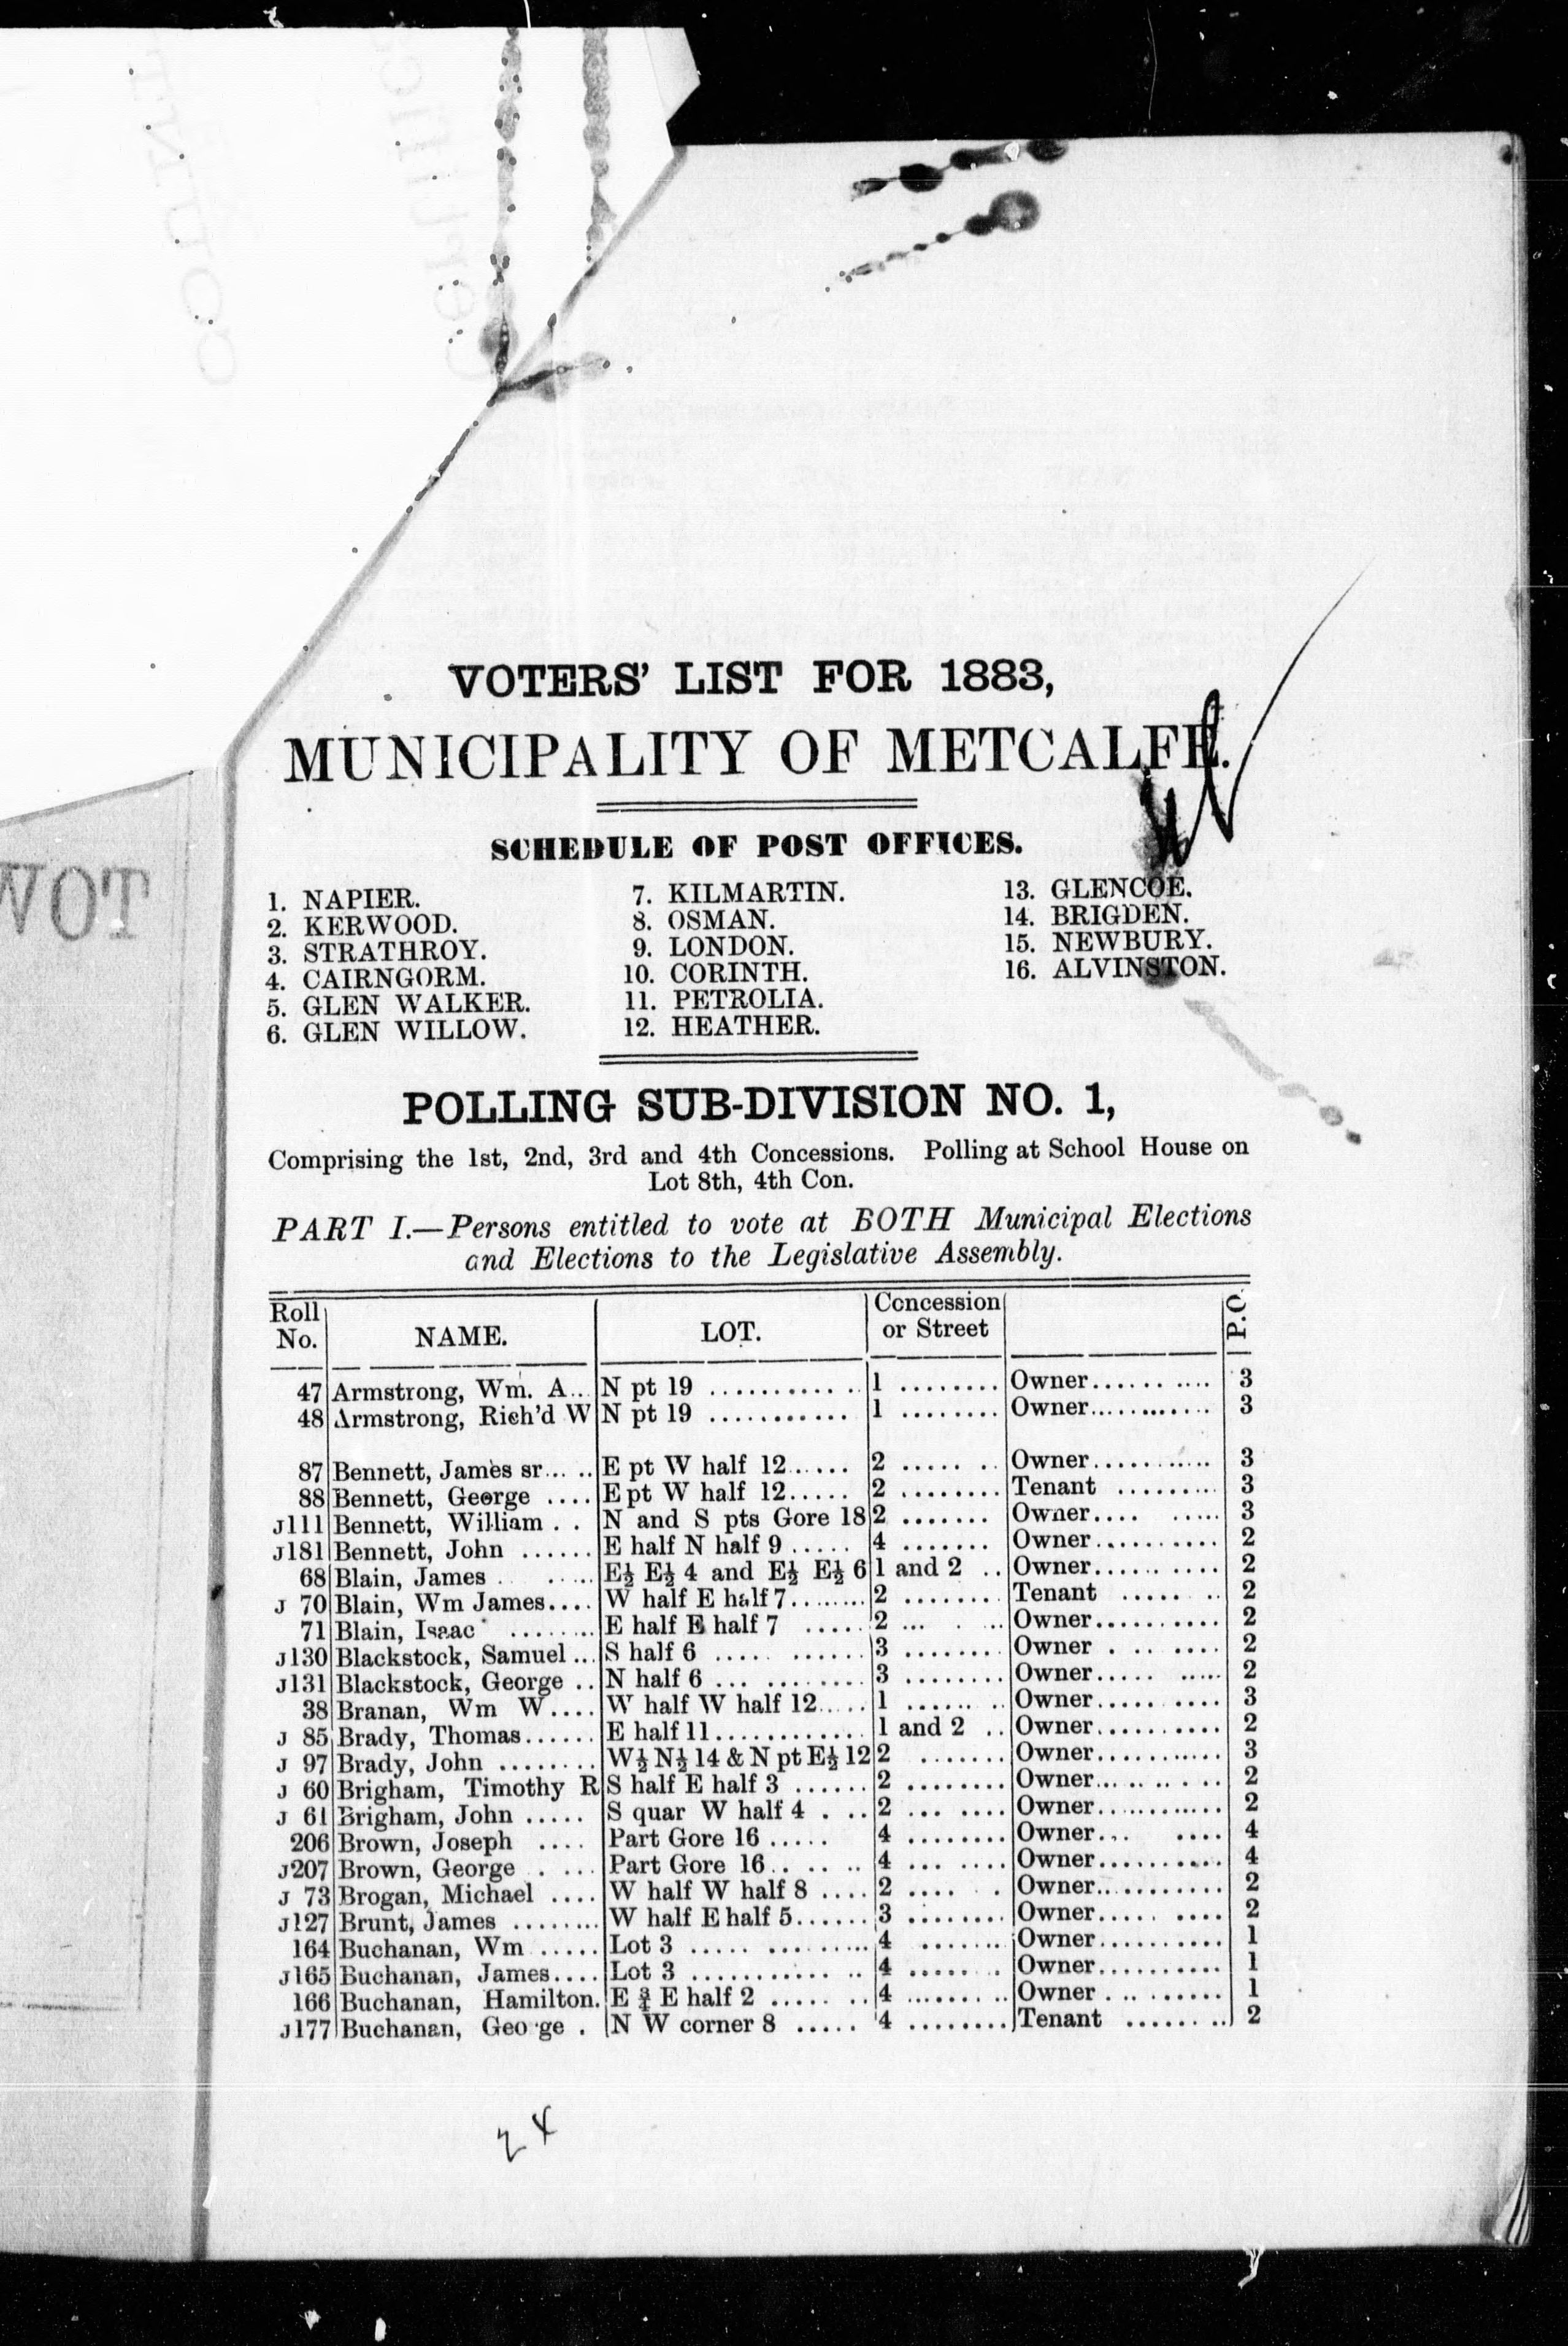 VOTERS' LIST FOR 1883,
MUNICIPALITY OF METCALFE.
SCHEDULE OF POST OFFICES.
1. NAPIER.
2. KERWOOD.
3. STRATHROY.
4. CAIRNGORM.
5. GLEN WALKER.
6. GLEN WILLOW.
7. KILMARTIN.
8. OSMAN.
9. LONDON.
10. CORINTH.
11. PETROLIA.
12. HEATHER.
13. GLENCOE.
14. BRIGDEN.
15. NEWBURY.
16. ALVINSTON.
POLLING SUB-DIVISION NO. 1,
Comprising the 1st, 2nd, 3rd and 4th Concessions. Polling at School House on
Lot 8th, 4th Con.
PART I.—Persons entitled to vote at BOTH Municipal Elections
and Elections to the Legislative Assembly.
Roll No. NAME. LOT. Concession or Street P.O.
47 Armstrong, Wm. A... N pt 19 ............ 1 ........ Owner.......... 3
48 Armstrong, Rich'd W N pt 19 ........... 1 ........ Owner.......... 3
87 Bennett, James sr..... E pt W half 12...... 2 ....... Owner.......... 3
88 Bennett, George .... E pt W half 12..... 2 ........ Tenant ......... 3
J111 Bennett, William . . N and S pts Gore 18 2 ....... Owner.... ..... 3
J181 Bennett, John ...... E half N half 9 ..... 4 ....... Owner.......... 2
68 Blain, James ...... E½ E½ 4 and E½ E½ 6 1 and 2 .. Owner.......... 2
J 70 Blain, Wm James.... W half E half 7........ 2 ........ Tenant ....... 2
71 Blain, Isaac ........ E half E half 7 ..... 2 ... . .. Owner.......... 2
J130 Blackstock, Samuel ... S half 6 ..... ...... 3 ........ Owner . .. .... 2
J131 Blackstock, George .. N half 6 ... ........ 3 ........ Owner..... ..... 2
38 Branan, Wm W.... W half W half 12..... 1 ....... Owner..... .... 3
J 85 Brady, Thomas...... E half 11............ 1 and 2 .. Owner.......... 2
J 97 Brady, John ........ W½ N½ 14 & N pt E½ 12 2 ....... Owner.......... 3
J 60 Brigham, Timothy R S half E half 3 ...... 2 ........ Owner.......... 2
J 61 Brigham, John ..... S quar W half 4 . .. 2 ... .... Owner........... 2
206 Brown, Joseph .... Part Gore 16 ..... 4 ........ Owner... .... 4
J207 Brown, George . ... Part Gore 16.. .. .. 4 ... .... Owner.......... 4
J 73 Brogan, Michael .... W half W half 8 .... 2 .... . Owner........... 2
J127 Brunt, James ........ W half E half 5...... 3 ........ Owner..... .... 2
164 Buchanan, Wm ..... Lot 3 ..... ......... 4 ....... Owner.......... 1
J165 Buchanan, James.... Lot 3 ............ .. 4 ....... Owner.......... 1
166 Buchanan, Hamilton. E ¾ E half 2 ...... .. 4 ......... Owner . ........ 1
J177 Buchanan, Geo ge . N W corner 8 ..... 4 ........ Tenant ........ 2
24